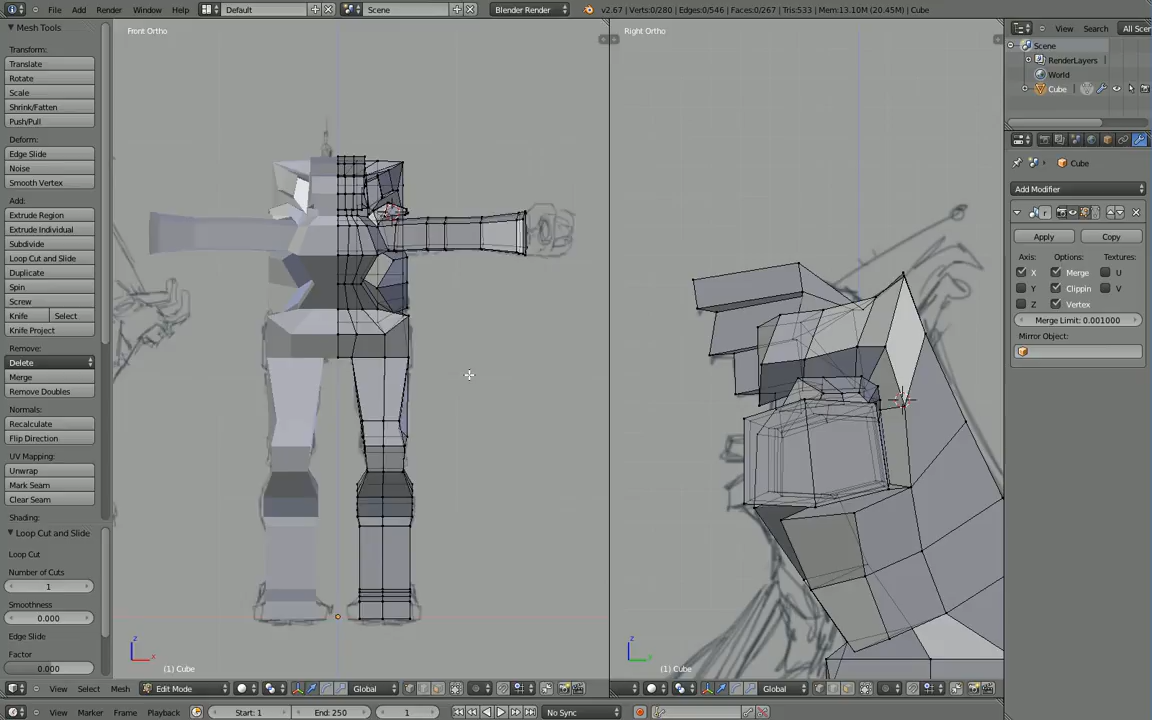 File Add Render Window Help Default Scene Blender Render v2.67 | Verts:0/280 | Edges:0/546 | Faces:0/267 | Tris:533 | Mem:13.10M (20.45M) | Cube
Mesh Tools
Transform:
Translate
Rotate
Scale
Shrink/Fatten
Push/Pull
Deform:
Edge Slide
Noise
Smooth Vertex
Add:
Extrude Region
Extrude Individual
Subdivide
Loop Cut and Slide
Duplicate
Spin
Screw
Knife Select
Knife Project
Remove:
Delete
Merge
Remove Doubles
Normals:
Recalculate
Flip Direction
UV Mapping:
Unwrap
Mark Seam
Clear Seam
Shading:
Loop Cut and Slide
Loop Cut
Number of Cuts
1
Smoothness
0.000
Edge Slide
Factor
0.000
Front Ortho
z
x
(1) Cube
Right Ortho
z
y
(1) Cube
View Search All Scen
Scene
RenderLayers
World
Cube
Cube
Add Modifier
Apply Copy
Axis: Options: Textures:
X Merge U
Y Clippin V
Z Vertex
Merge Limit: 0.001000
Mirror Object:
View Select Mesh Edit Mode Global
Global
View Marker Frame Playback Start: 1 End: 250 1 No Sync